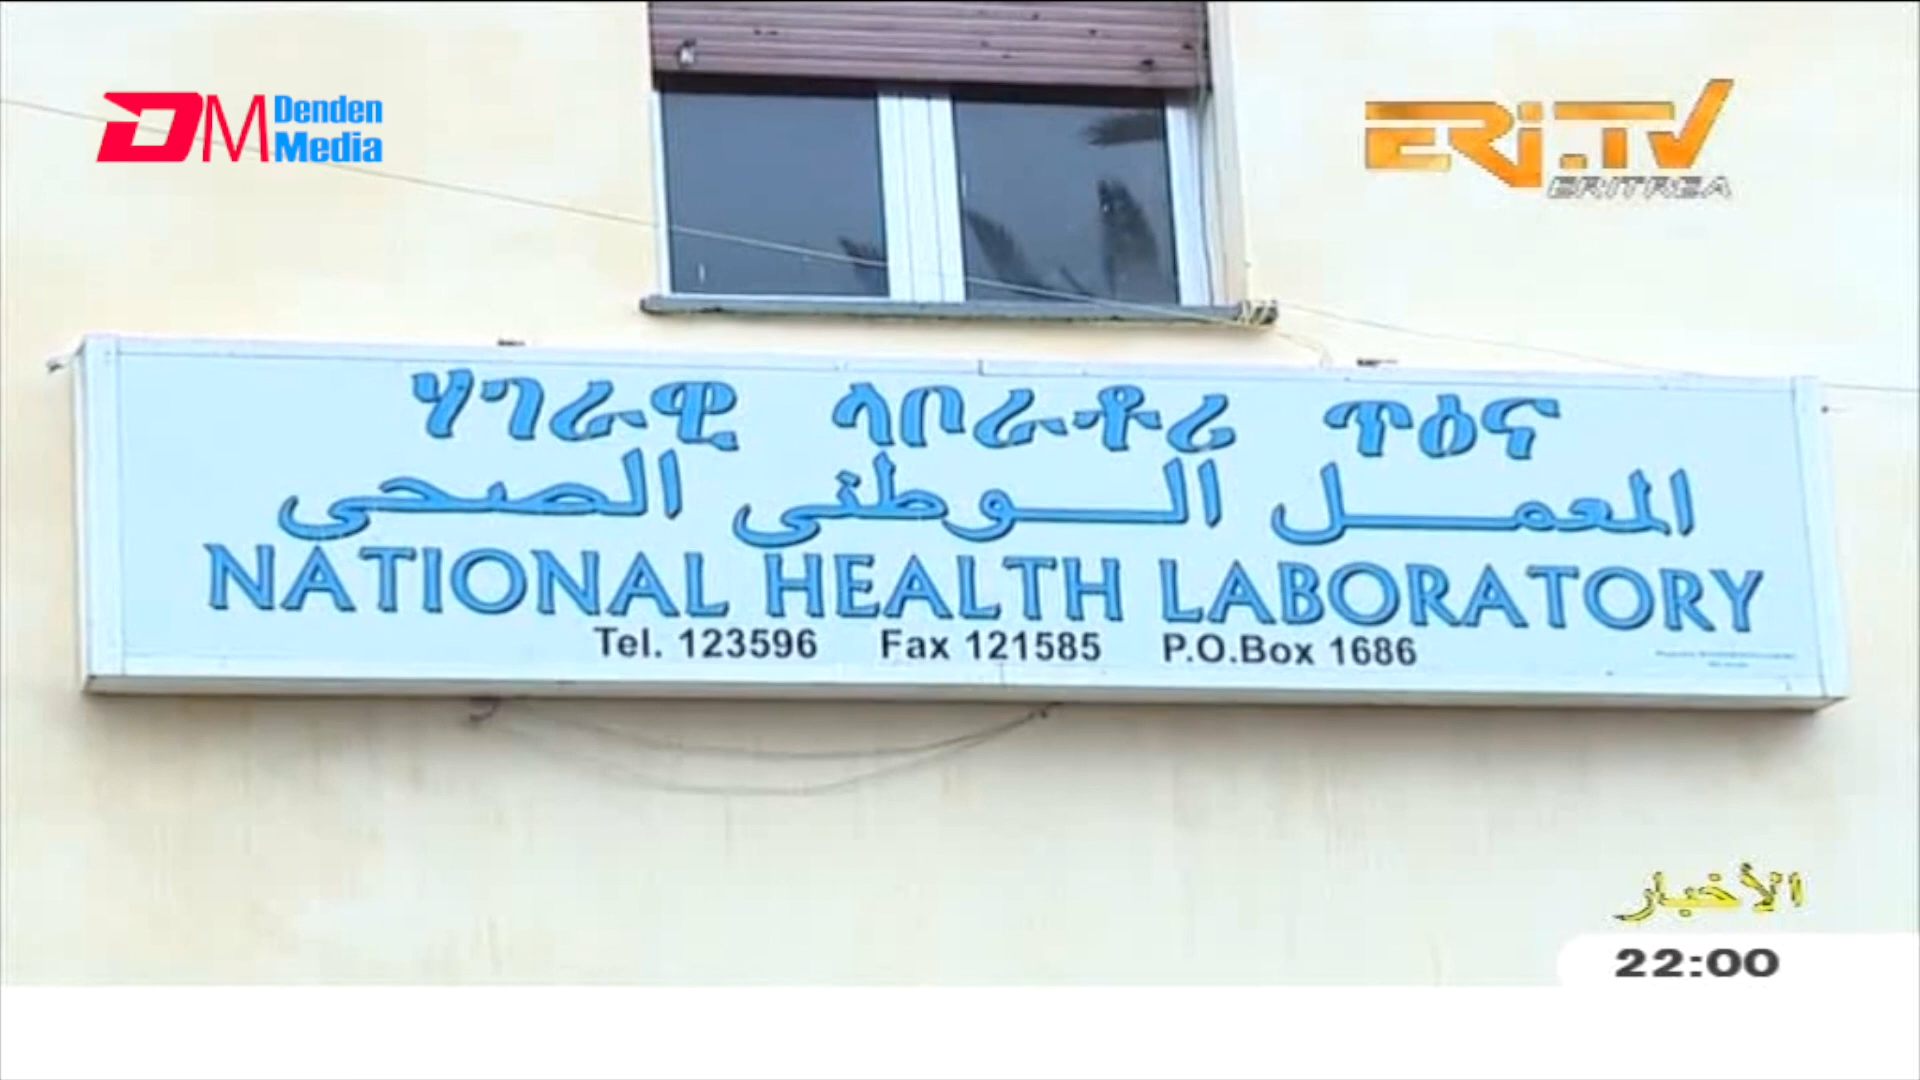 DM Denden
Media
ERi.TV
ERITREA
ሃገራዊ ላቦራቶሪ ጥዕና
المعمل الوطنى الصحى
NATIONAL HEALTH LABORATORY
Tel. 123596 Fax 121585 P.O.Box 1686
الأخبار
22:00